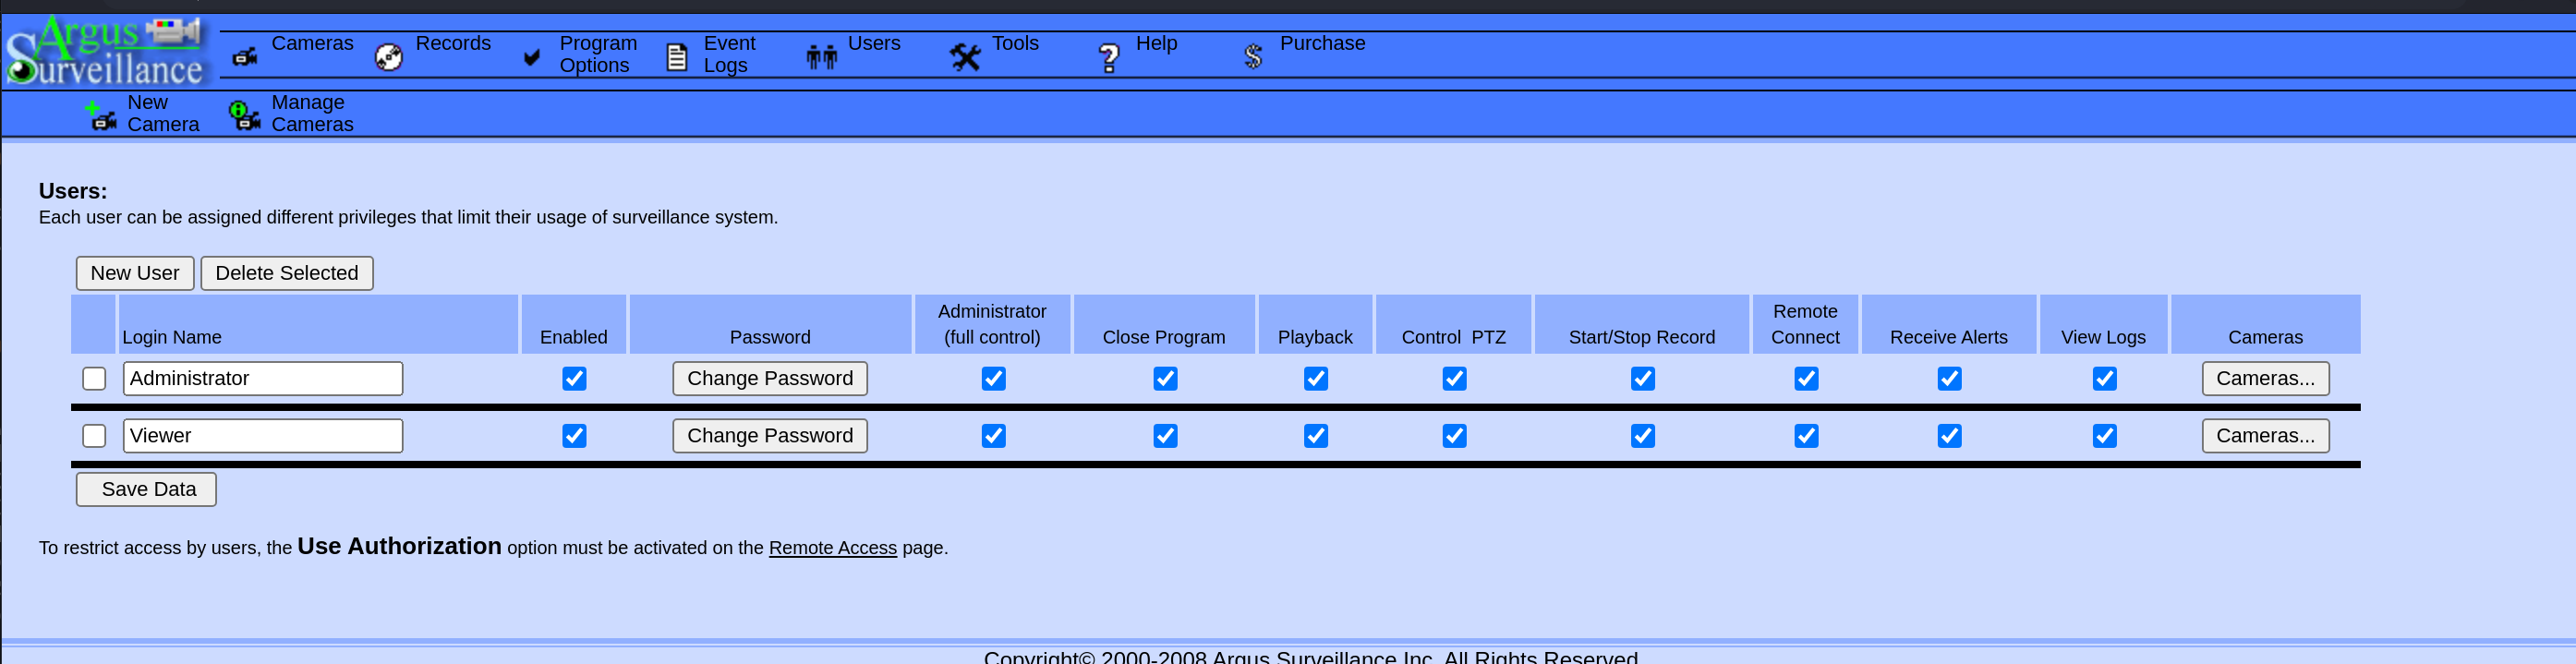 Argus
Surveillance
Cameras
Records
Program
Options
Event
Logs
Users
Tools
Help
Purchase
New
Camera
Manage
Cameras
Users:
Each user can be assigned different privileges that limit their usage of surveillance system.
New User Delete Selected
Login Name Enabled Password Administrator (full control) Close Program Playback Control PTZ Start/Stop Record Remote Connect Receive Alerts View Logs Cameras
Administrator Change Password Cameras...
Viewer Change Password Cameras...
Save Data
To restrict access by users, the Use Authorization option must be activated on the Remote Access page.
Copyright© 2000-2008 Argus Surveillance Inc. All Rights Reserved